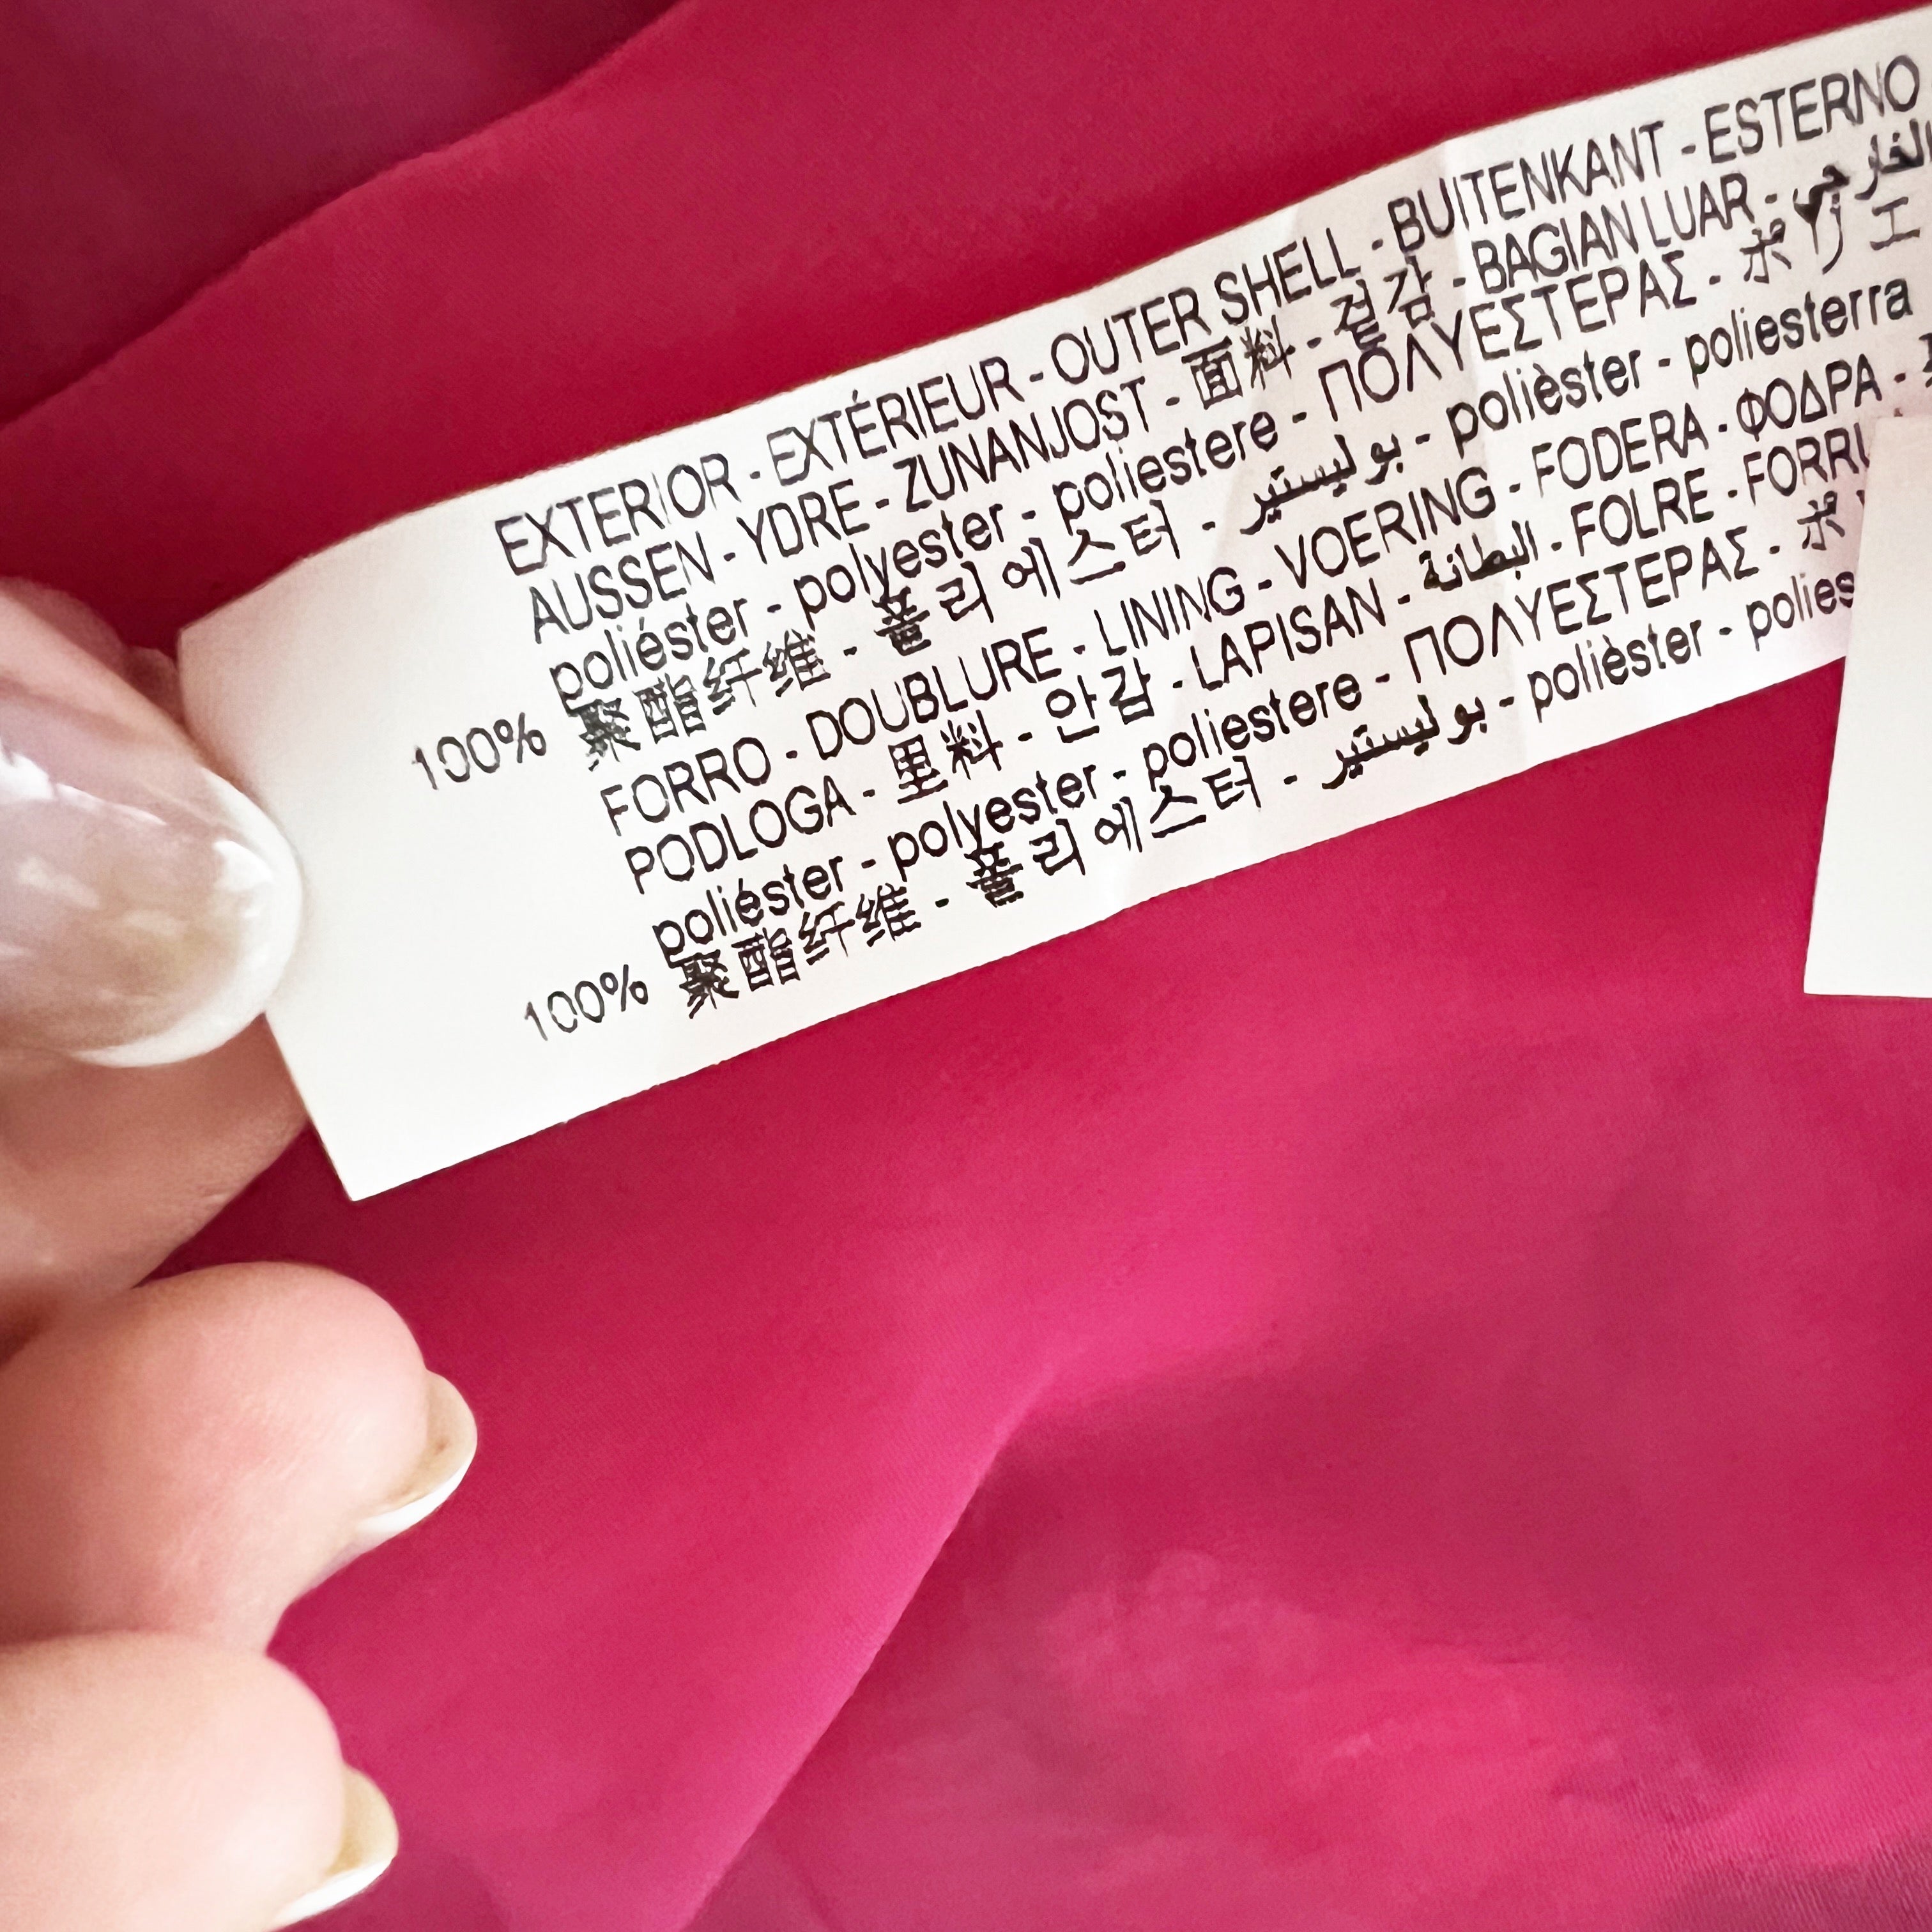 EXTERIOR - EXTÉRIEUR - OUTER SHELL - BUITENKANT - ESTERNO
AUSSEN - YDRE - ZUNANJOST - 面料 - 겉감 - BAGIAN LUAR -
poliéster - polyester - poliestere - ΠΟΛΥΕΣΤΕΡΑΣ - ポリエ
100% 聚酯纤维 - 폴리에스터 - بوليستير - polièster - poliesterra
FORRO - DOUBLURE - LINING - VOERING - FODERA - ΦΟΔΡΑ -
PODLOGA - 里料 - 안감 - LAPISAN - البطانة - FOLRE - FORRU
poliéster - polyester - poliestere - ΠΟΛΥΕΣΤΕΡΑΣ - ポ
100% 聚酯纤维 - 폴리에스터 - بوليستير - polièster - polies